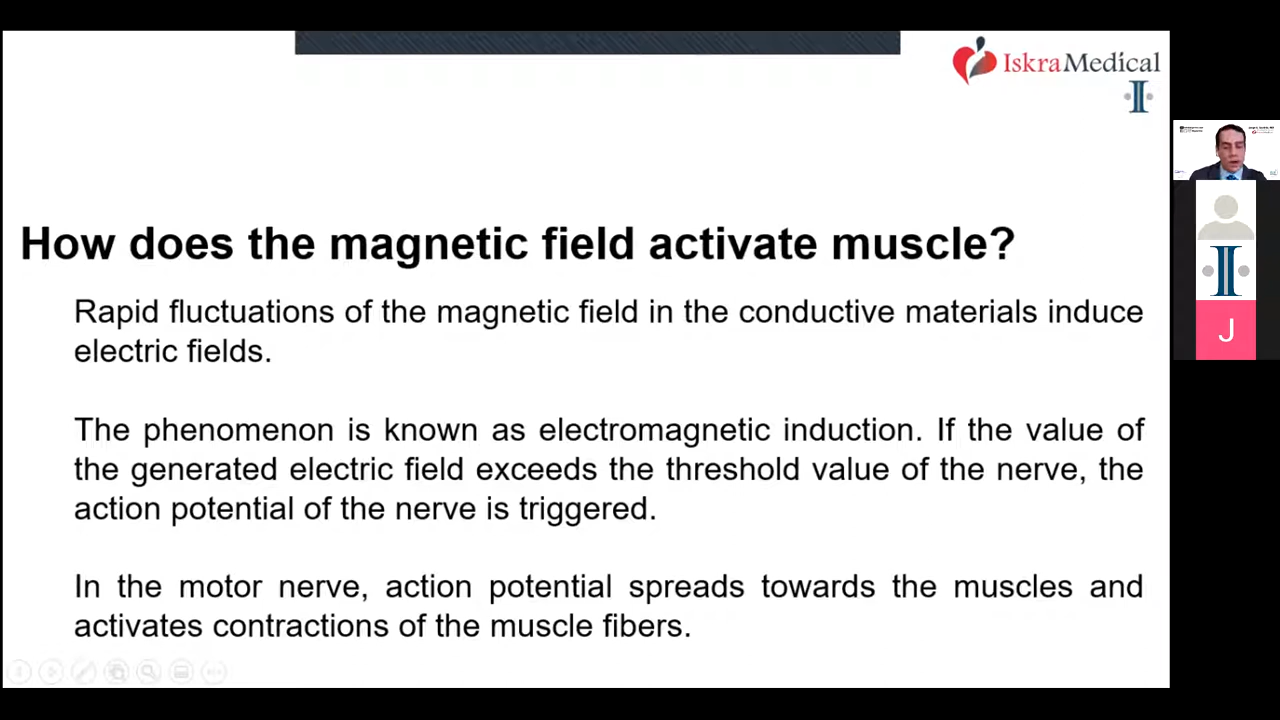 IskraMedical
How does the magnetic field activate muscle?
Rapid fluctuations of the magnetic field in the conductive materials induce
electric fields.
The phenomenon is known as electromagnetic induction. If the value of
the generated electric field exceeds the threshold value of the nerve, the
action potential of the nerve is triggered.
In the motor nerve, action potential spreads towards the muscles and
activates contractions of the muscle fibers.
J